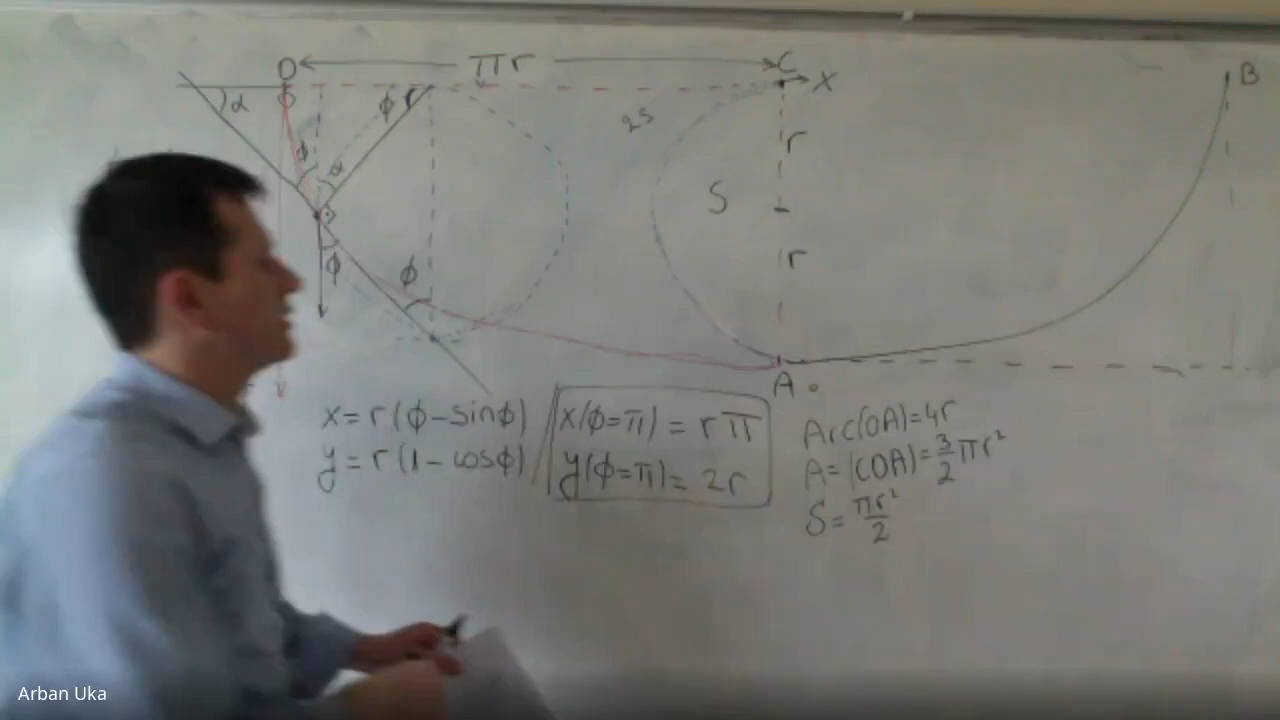 O πr C x B
α ϕ r 2S r
ϕ α
S
ϕ ϕ r
A
x = r(ϕ-sinϕ) x(ϕ=π) = rπ Arc(OA)=4r
y = r(1-cosϕ) y(ϕ=π)= 2r A=(COA)=3/2 πr²
S = πr²/2
Arban Uka